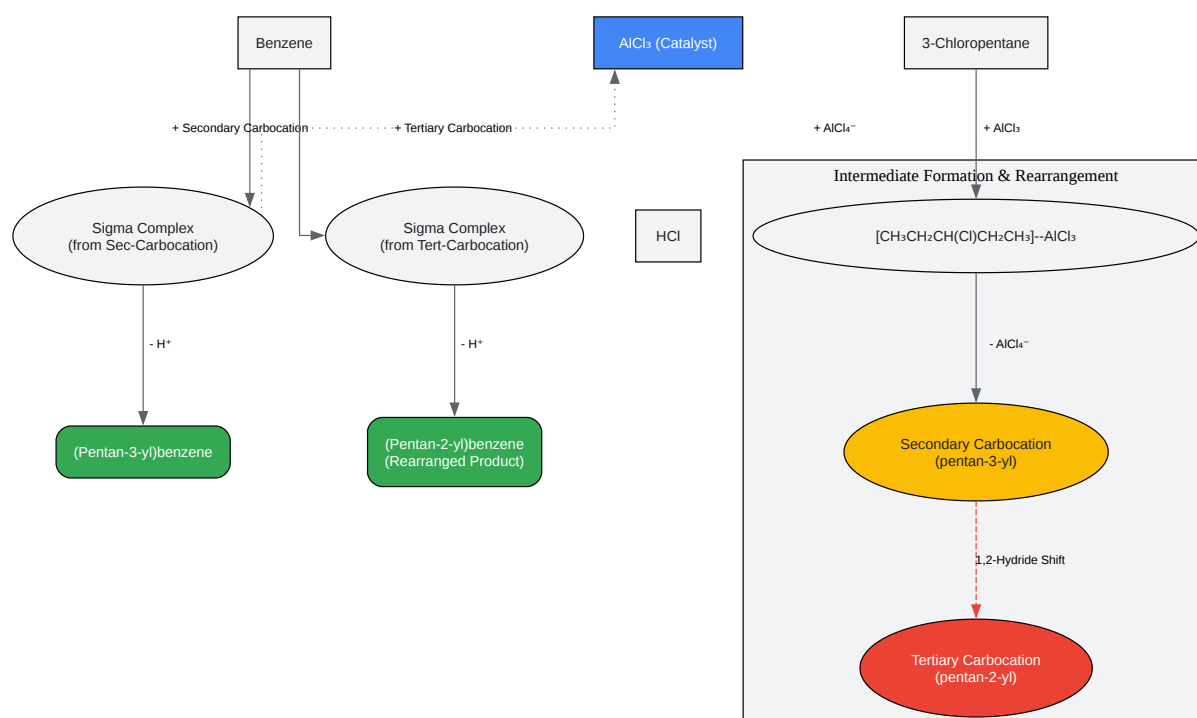 Benzene
AlCl₃ (Catalyst)
3-Chloropentane
+ Secondary Carbocation
+ Tertiary Carbocation
+ AlCl₄⁻
+ AlCl₃
Intermediate Formation & Rearrangement
Sigma Complex
(from Sec-Carbocation)
Sigma Complex
(from Tert-Carbocation)
HCl
[CH₃CH₂CH(Cl)CH₂CH₃]--AlCl₃
- H⁺
- H⁺
- AlCl₄⁻
(Pentan-3-yl)benzene
(Pentan-2-yl)benzene
(Rearranged Product)
Secondary Carbocation
(pentan-3-yl)
1,2-Hydride Shift
Tertiary Carbocation
(pentan-2-yl)